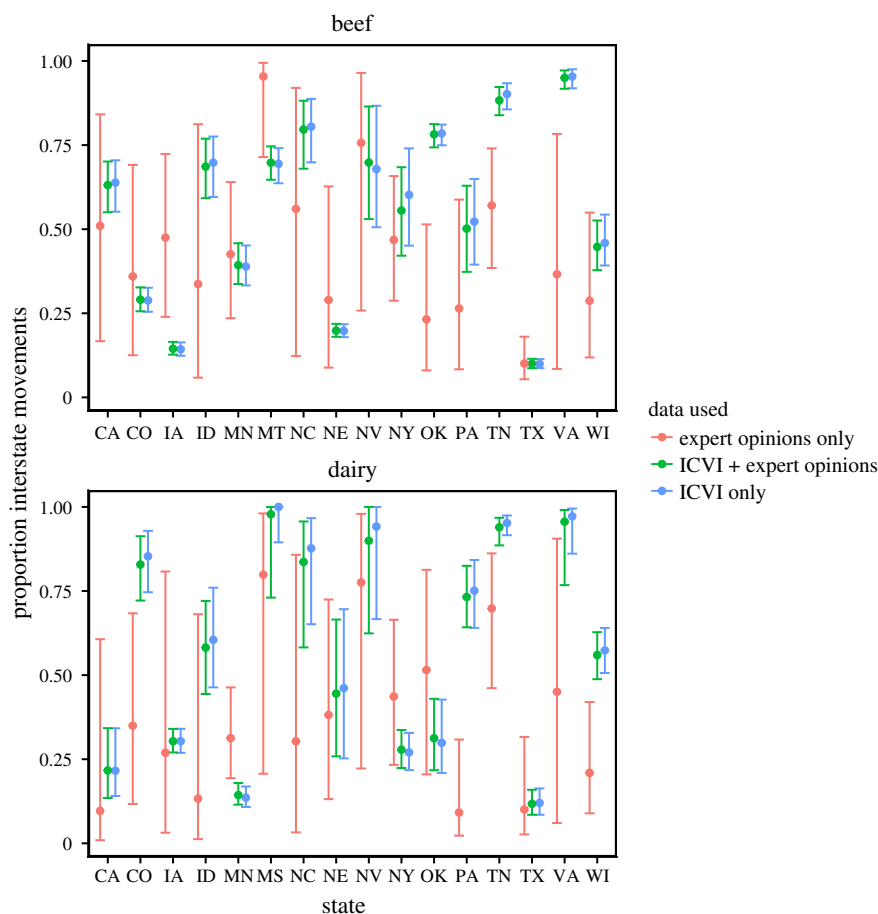 beef
proportion interstate movements
1.00
0.75
0.50
0.25
0
CA CO IA ID MN MT NC NE NV NY OK PA TN TX VA WI
data used
expert opinions only
ICVI + expert opinions
ICVI only
dairy
1.00
0.75
0.50
0.25
0
CA CO IA ID MN MS NC NE NV NY OK PA TN TX VA WI
state